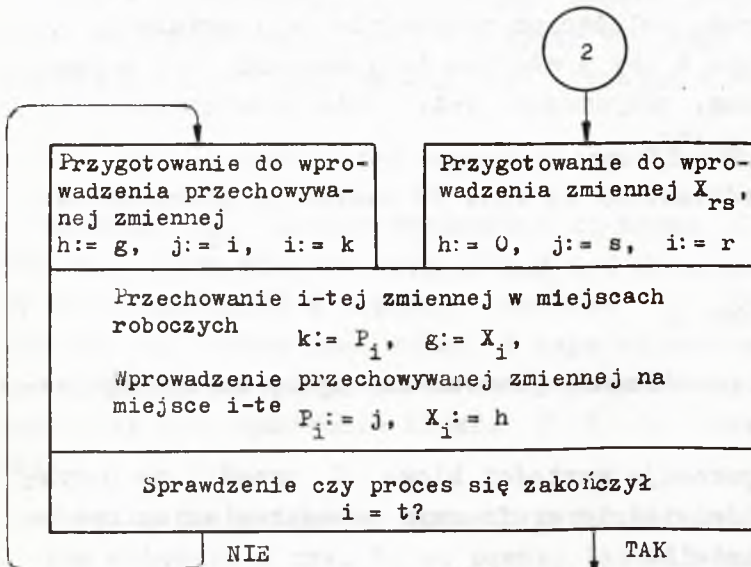 2
Przygotowanie do wpro-
wadzenia przechowywa-
nej zmiennej
h:= g, j:= i, i:= k
Przygotowanie do wpro-
wadzenia zmiennej X_rs,
h:= 0, j:= s, i:= r
Przechowanie i-tej zmiennej w miejscach
roboczych
k:= P_i, g:= X_i,
Wprowadzenie przechowywanej zmiennej na
miejsce i-te
P_i:= j, X_i:= h
Sprawdzenie czy proces się zakończył
i = t?
NIE
TAK